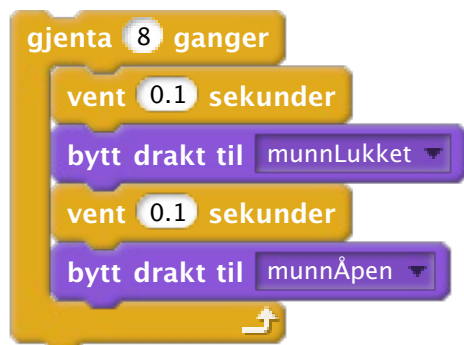 gjenta 8 ganger
vent 0.1 sekunder
bytt drakt til munnLukket
vent 0.1 sekunder
bytt drakt til munnÅpen